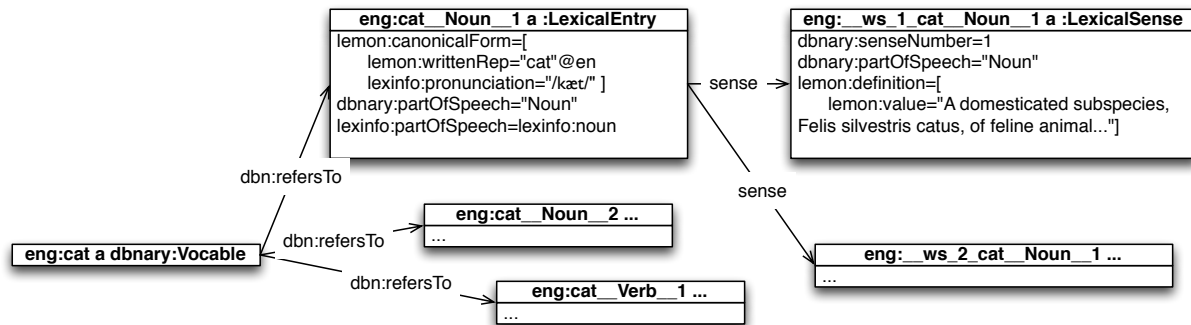 eng:cat__Noun__1 a :LexicalEntry
lemon:canonicalForm=[
lemon:writtenRep="cat"@en
lexinfo:pronunciation="/kæt/" ]
dbnary:partOfSpeech="Noun"
lexinfo:partOfSpeech=lexinfo:noun
sense
eng:__ws_1_cat__Noun__1 a :LexicalSense
dbnary:senseNumber=1
dbnary:partOfSpeech="Noun"
lemon:definition=[
lemon:value="A domesticated subspecies,
Felis silvestris catus, of feline animal..."]
dbn:refersTo
sense
eng:cat__Noun__2 ...
...
dbn:refersTo
eng:cat a dbnary:Vocable
eng:__ws_2_cat__Noun__1 ...
...
dbn:refersTo
eng:cat__Verb__1 ...
...